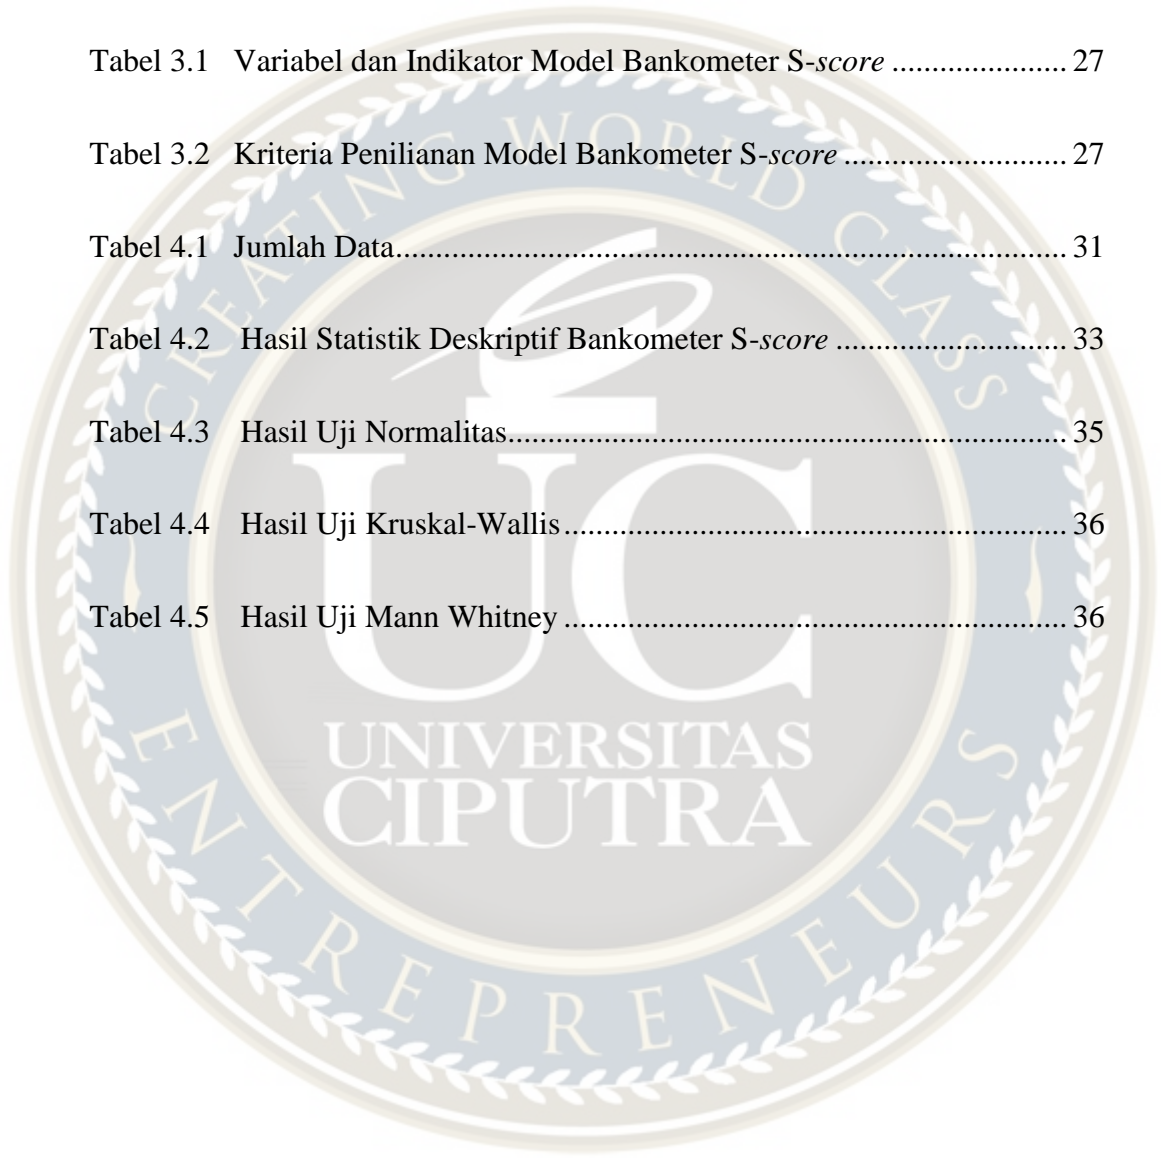 Tabel 3.1 Variabel dan Indikator Model Bankometer S-score ..................... 27
Tabel 3.2 Kriteria Penilianan Model Bankometer S-score ........................... 27
Tabel 4.1 Jumlah Data................................................................................. 31
Tabel 4.2 Hasil Statistik Deskriptif Bankometer S-score ............................ 33
Tabel 4.3 Hasil Uji Normalitas.................................................................... 35
Tabel 4.4 Hasil Uji Kruskal-Wallis............................................................. 36
Tabel 4.5 Hasil Uji Mann Whitney ............................................................. 36
CREATING WORLD CLASS
UC
UNIVERSITAS
CIPUTRA
ENTREPRENEURS